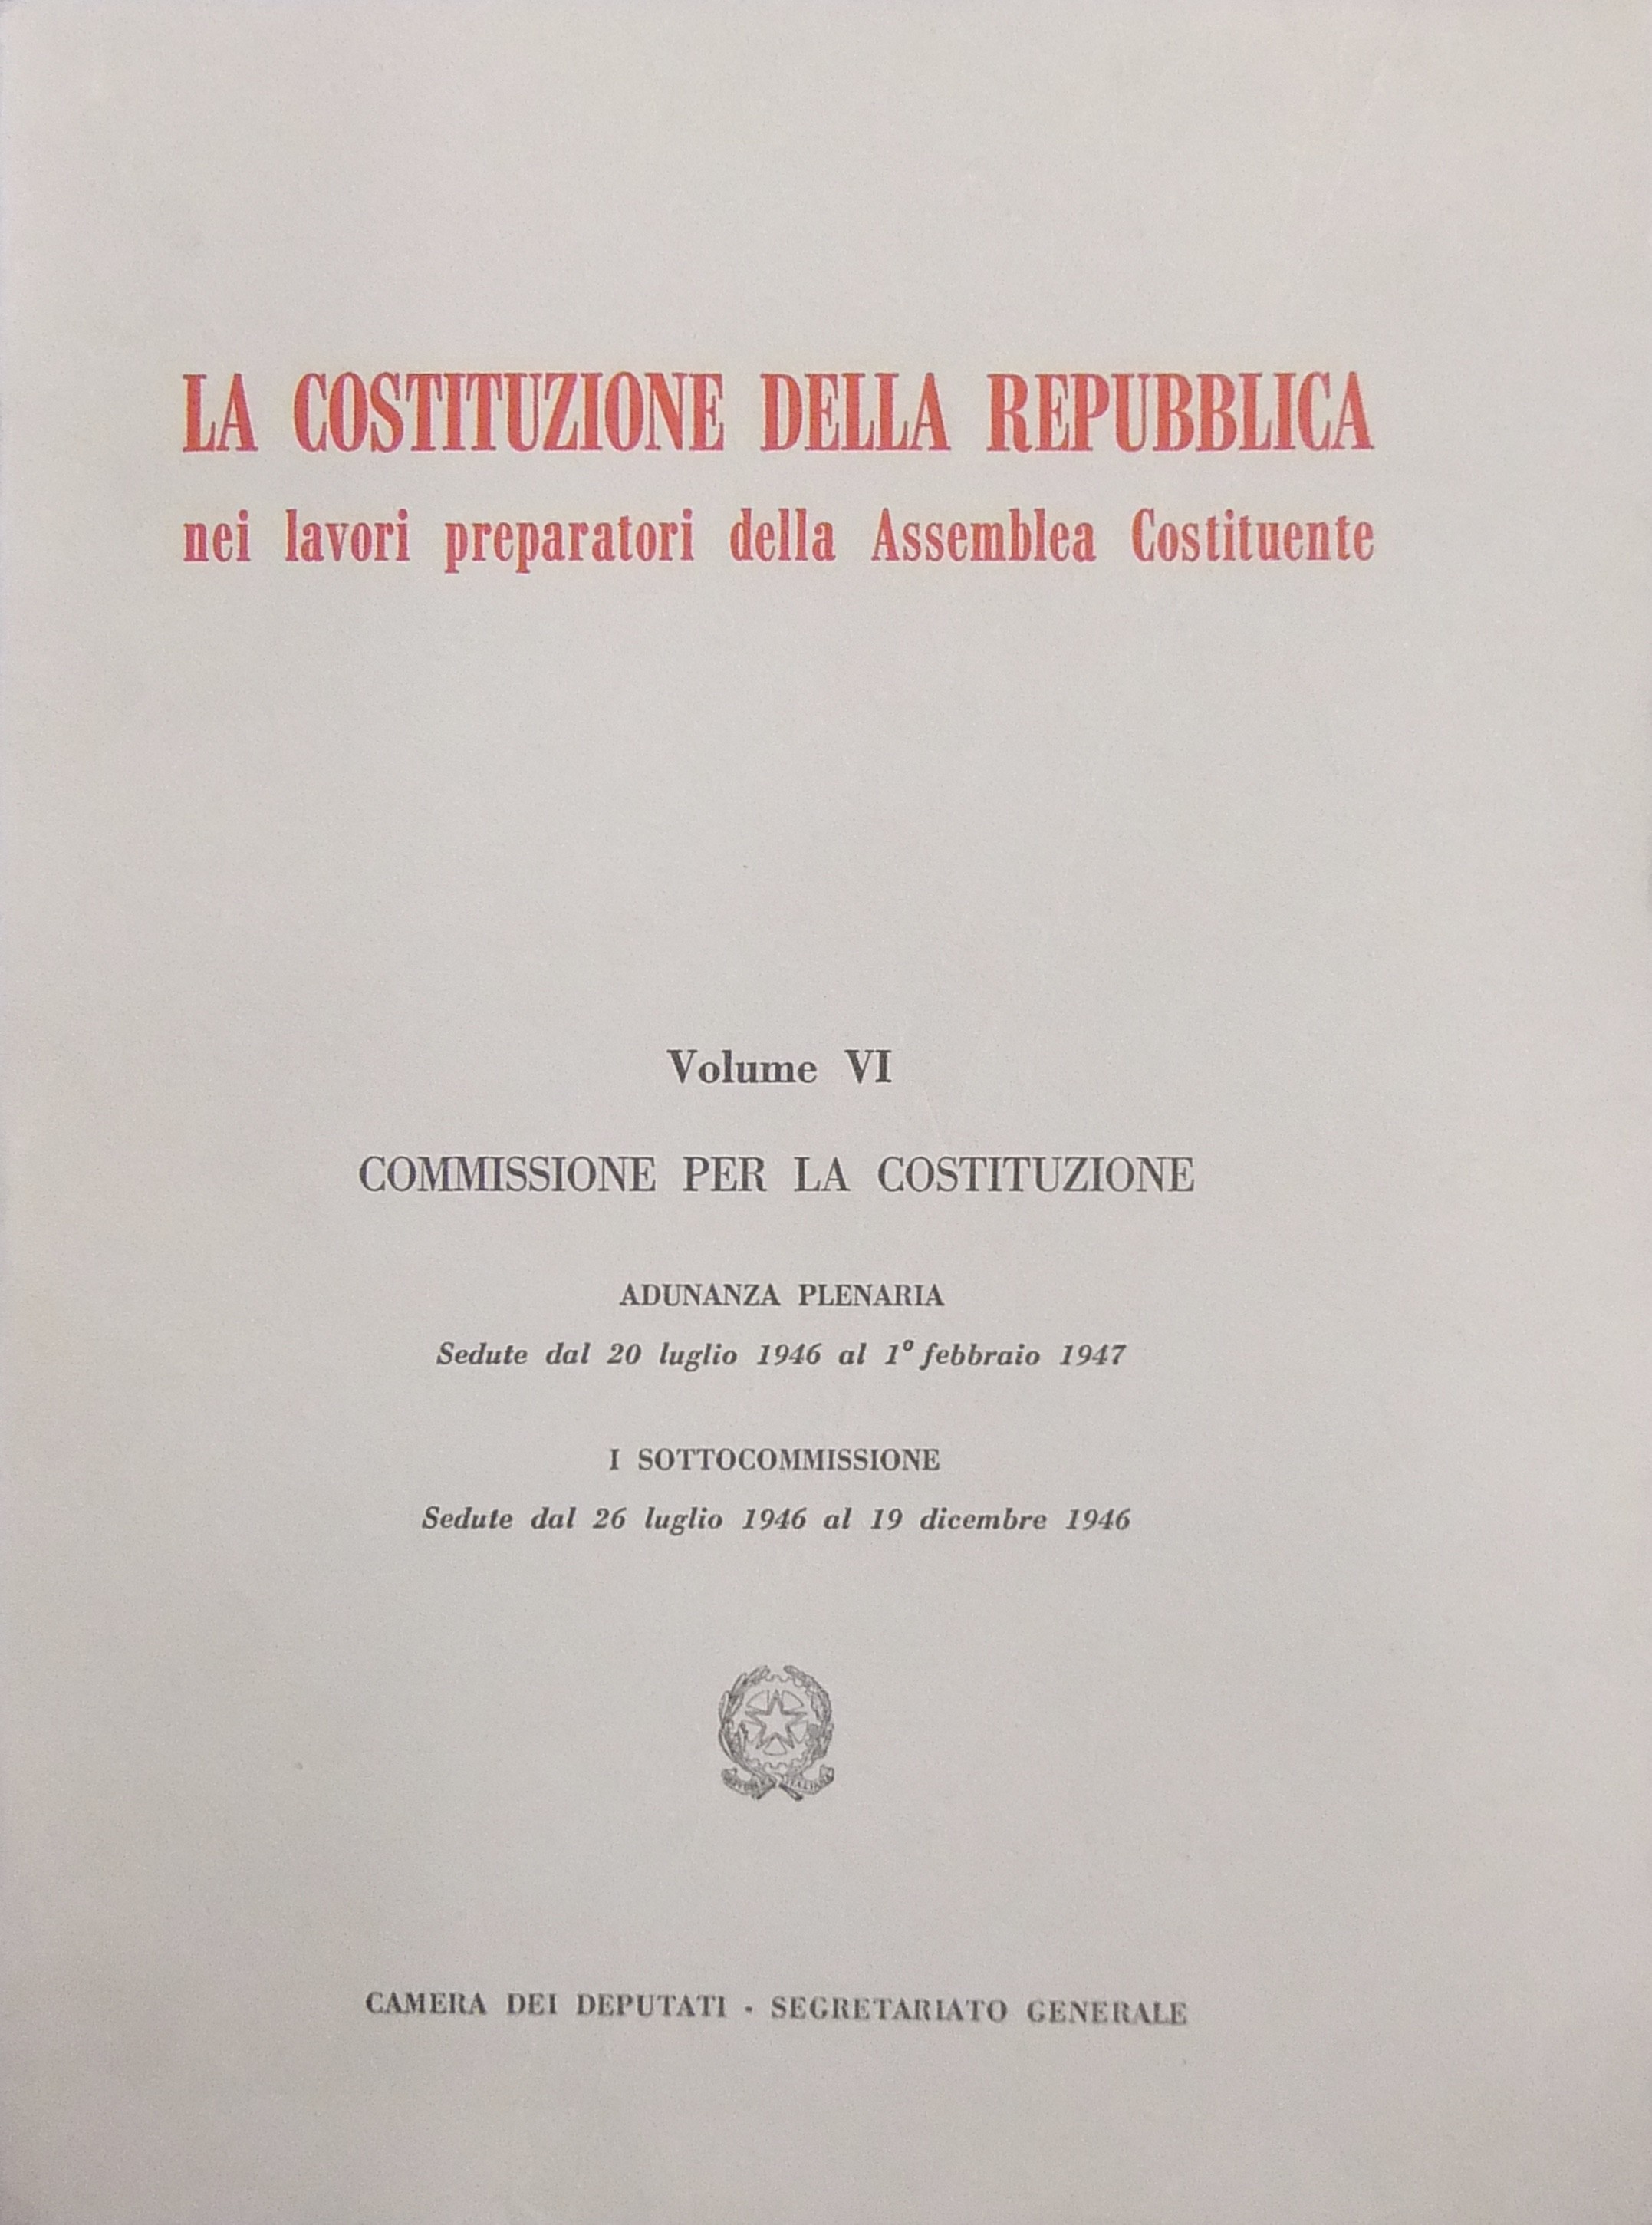 LA COSTITUZIONE DELLA REPUBBLICA
nei lavori preparatori della Assemblea Costituente
Volume VI
COMMISSIONE PER LA COSTITUZIONE
ADUNANZA PLENARIA
Sedute dal 20 luglio 1946 al 1° febbraio 1947
I SOTTOCOMMISSIONE
Sedute dal 26 luglio 1946 al 19 dicembre 1946
ITALIANA
CAMERA DEI DEPUTATI - SEGRETARIATO GENERALE